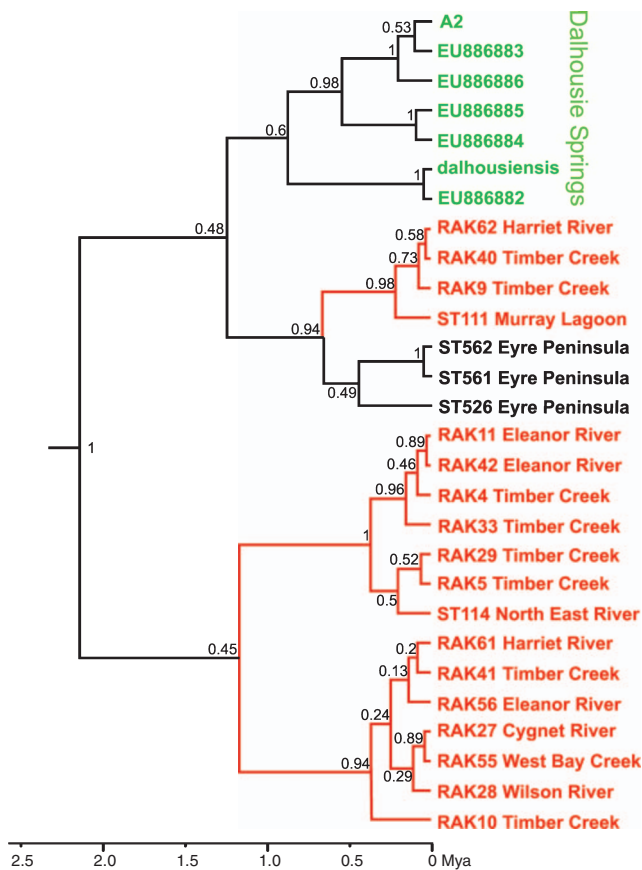 0.53
A2
EU886883
1
EU886886
0.98
1
EU886885
EU886884
0.6
1
dalhousiensis
EU886882
Dalhousie Springs
0.48
0.58
RAK62 Harriet River
RAK40 Timber Creek
0.73
RAK9 Timber Creek
0.98
ST111 Murray Lagoon
0.94
1
ST562 Eyre Peninsula
ST561 Eyre Peninsula
0.49
ST526 Eyre Peninsula
1
0.89
RAK11 Eleanor River
RAK42 Eleanor River
0.46
RAK4 Timber Creek
0.96
RAK33 Timber Creek
1
0.52
RAK29 Timber Creek
RAK5 Timber Creek
0.5
ST114 North East River
0.45
0.2
RAK61 Harriet River
RAK41 Timber Creek
0.13
RAK56 Eleanor River
0.24
0.89
RAK27 Cygnet River
RAK55 West Bay Creek
0.29
RAK28 Wilson River
0.94
RAK10 Timber Creek
2.5 2.0 1.5 1.0 0.5 0 Mya